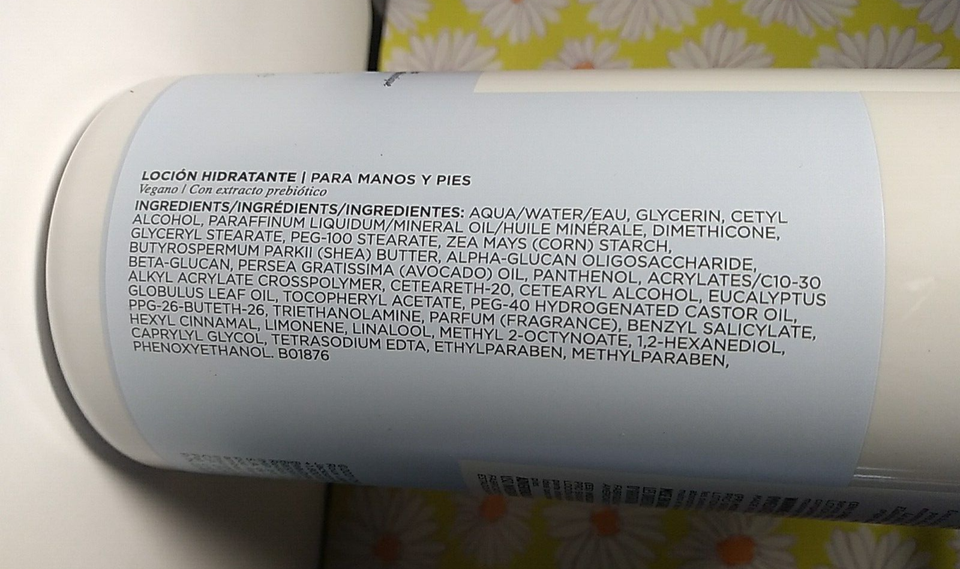 LOCIÓN HIDRATANTE | PARA MANOS Y PIES
Vegano | Con extracto prebiótico
INGREDIENTS/INGRÉDIENTS/INGREDIENTES: AQUA/WATER/EAU, GLYCERIN, CETYL
ALCOHOL, PARAFFINUM LIQUIDUM/MINERAL OIL/HUILE MINÉRALE, DIMETHICONE,
GLYCERYL STEARATE, PEG-100 STEARATE, ZEA MAYS (CORN) STARCH,
BUTYROSPERMUM PARKII (SHEA) BUTTER, ALPHA-GLUCAN OLIGOSACCHARIDE,
BETA-GLUCAN, PERSEA GRATISSIMA (AVOCADO) OIL, PANTHENOL, ACRYLATES/C10-30
ALKYL ACRYLATE CROSSPOLYMER, CETEARETH-20, CETEARYL ALCOHOL, EUCALYPTUS
GLOBULUS LEAF OIL, TOCOPHERYL ACETATE, PEG-40 HYDROGENATED CASTOR OIL,
PPG-26-BUTETH-26, TRIETHANOLAMINE, PARFUM (FRAGRANCE), BENZYL SALICYLATE,
HEXYL CINNAMAL, LIMONENE, LINALOOL, METHYL 2-OCTYNOATE, 1,2-HEXANEDIOL,
CAPRYLYL GLYCOL, TETRASODIUM EDTA, ETHYLPARABEN, METHYLPARABEN,
PHENOXYETHANOL. B01876